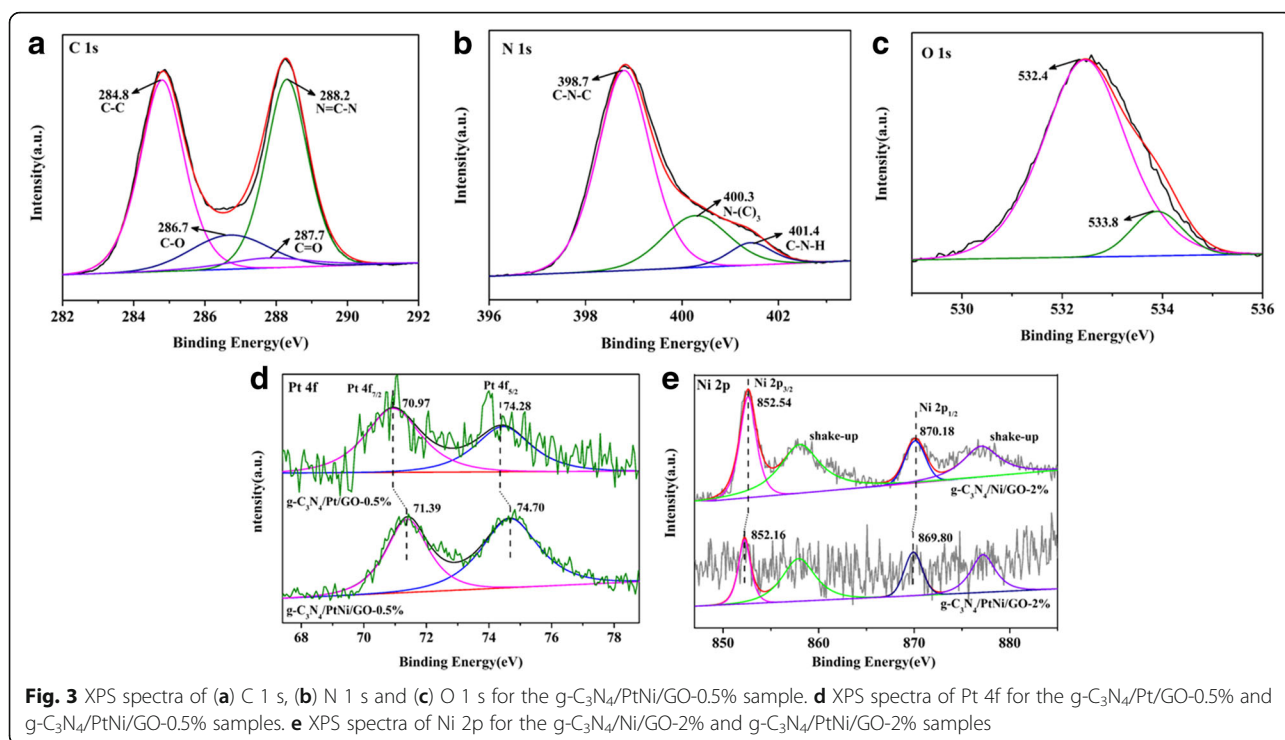 a
C 1s
284.8
C-C
288.2
N=C-N
286.7
C-O
287.7
C=O
Intensity(a.u.)
282 284 286 288 290 292
Binding Energy(eV)
b
N 1s
398.7
C-N-C
400.3
N-(C)₃
401.4
C-N-H
Intensity(a.u.)
396 398 400 402
Binding Energy(eV)
c
O 1s
532.4
533.8
Intensity(a.u.)
530 532 534 536
Binding Energy(eV)
d
Pt 4f
Pt 4f₇/₂
Pt 4f₅/₂
70.97
74.28
g-C₃N₄/Pt/GO-0.5%
71.39
74.70
g-C₃N₄/PtNi/GO-0.5%
ntensity(a.u.)
68 70 72 74 76 78
Binding Energy(eV)
e
Ni 2p
Ni 2p₃/₂
852.54
Ni 2p₁/₂
870.18
shake-up
shake-up
g-C₃N₄/Ni/GO-2%
852.16
869.80
g-C₃N₄/PtNi/GO-2%
Intensity(a.u.)
850 860 870 880
Binding Energy(eV)
Fig. 3 XPS spectra of (a) C 1 s, (b) N 1 s and (c) O 1 s for the g-C₃N₄/PtNi/GO-0.5% sample. d XPS spectra of Pt 4f for the g-C₃N₄/Pt/GO-0.5% and
g-C₃N₄/PtNi/GO-0.5% samples. e XPS spectra of Ni 2p for the g-C₃N₄/Ni/GO-2% and g-C₃N₄/PtNi/GO-2% samples